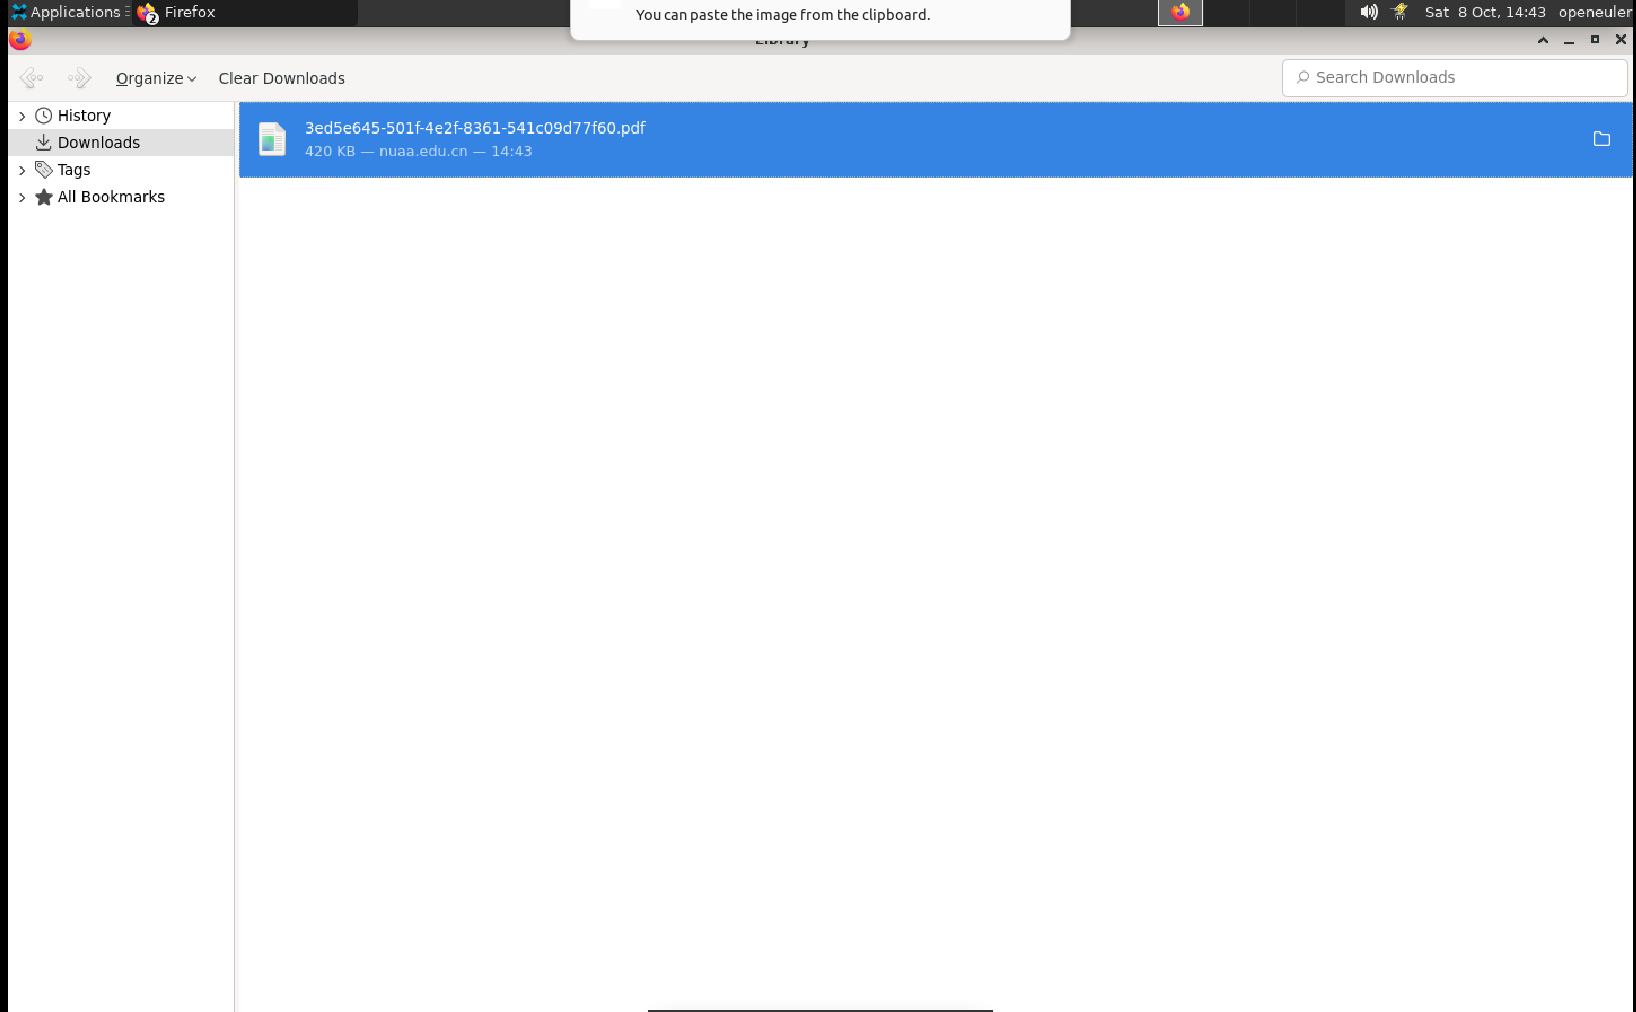 Applications
2
Firefox
You can paste the image from the clipboard.
Sat 8 Oct, 14:43
openeuler
Library
Organize
Clear Downloads
Search Downloads
History
Downloads
Tags
All Bookmarks
3ed5e645-501f-4e2f-8361-541c09d77f60.pdf
420 KB — nuaa.edu.cn — 14:43